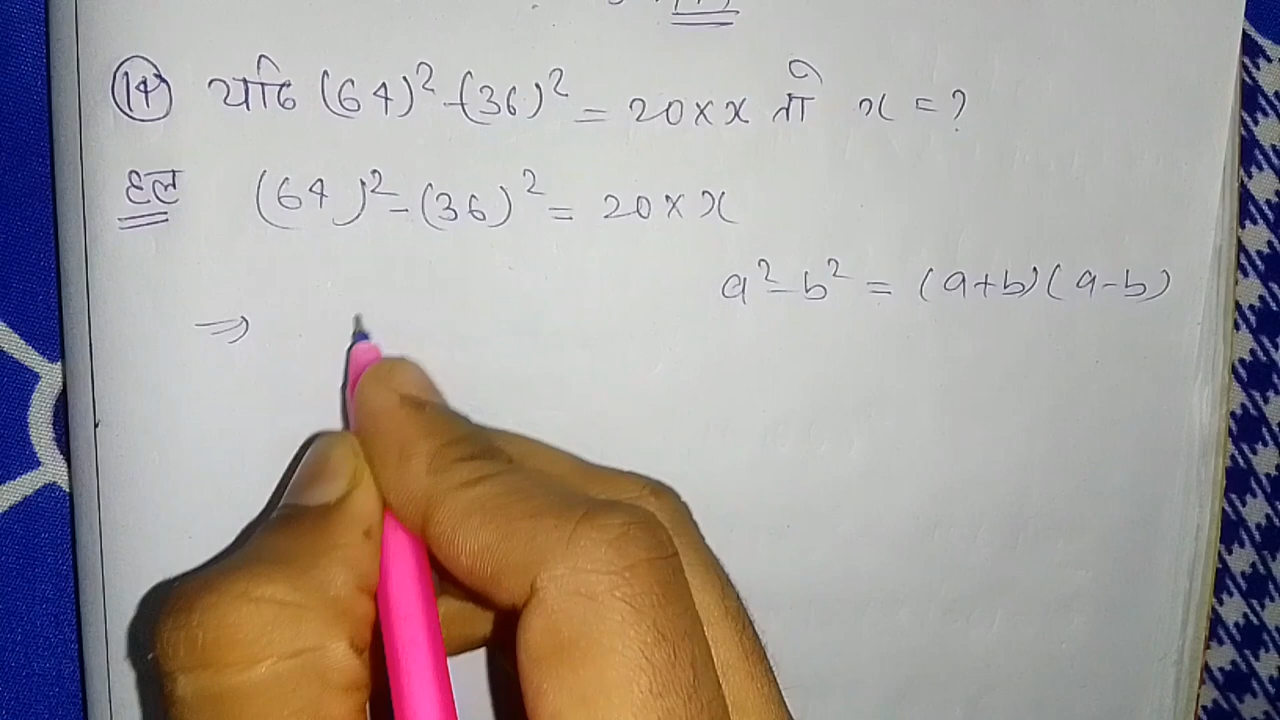 (14) यदि (64)² - (36)² = 20 × x तो x = ?
हल (64)² - (36)² = 20 × x
a² - b² = (a+b)(a-b)
⇒